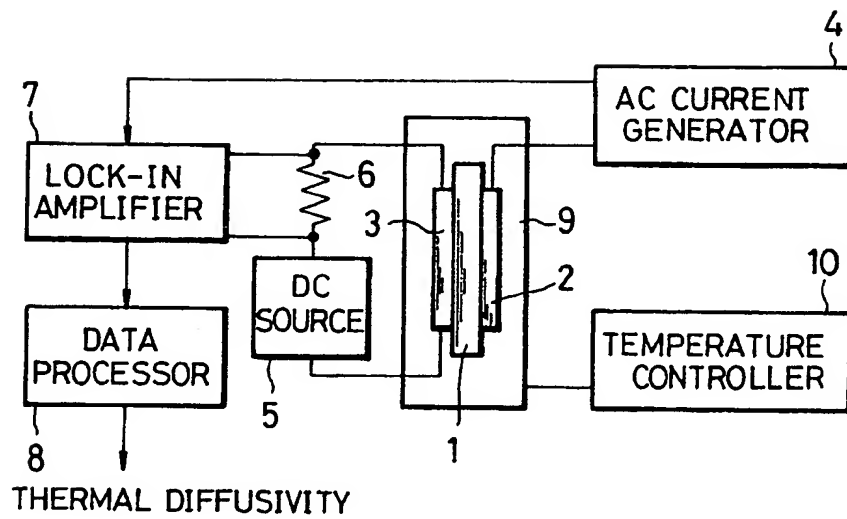 4
AC CURRENT
GENERATOR
7
LOCK-IN
AMPLIFIER
6
3
9
2
DC
SOURCE
10
DATA
PROCESSOR
TEMPERATURE
CONTROLLER
5
1
8
THERMAL DIFFUSIVITY